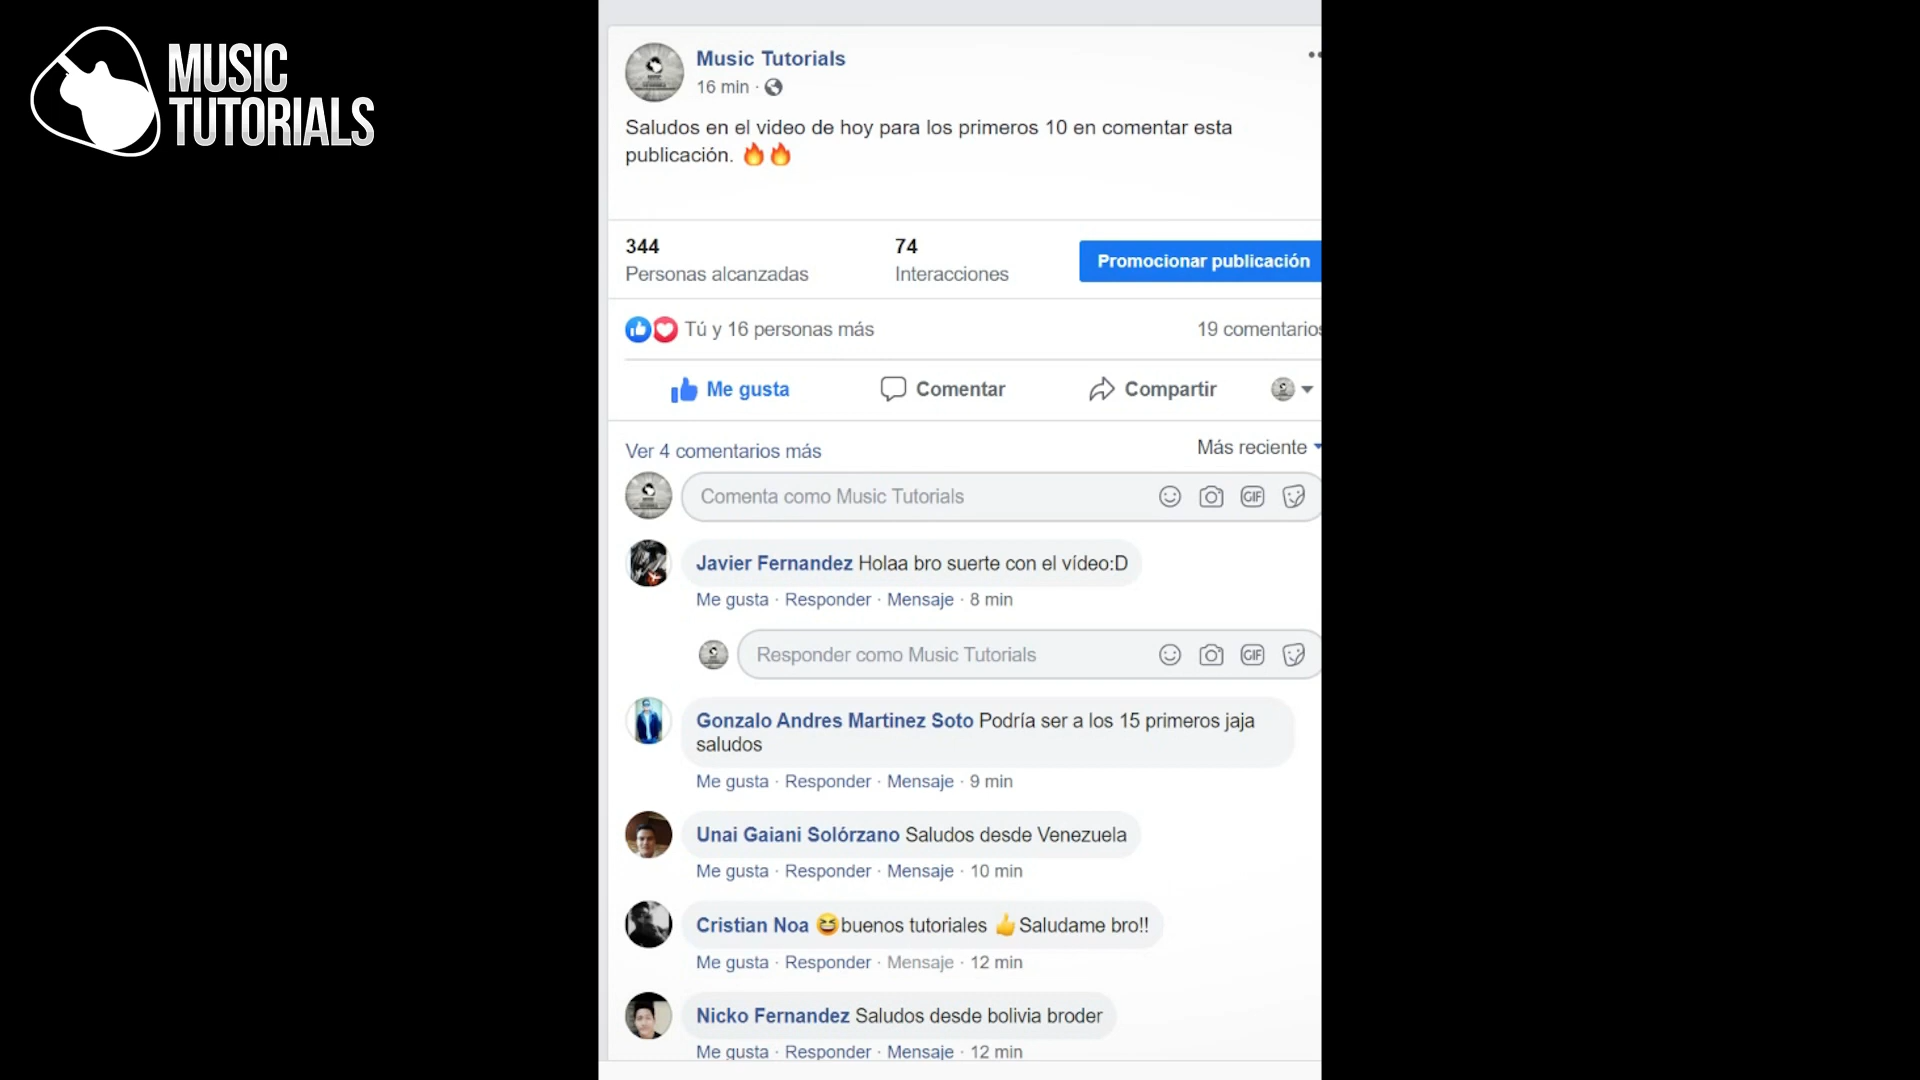 MUSIC
TUTORIALS
Music Tutorials
16 min ·
Saludos en el video de hoy para los primeros 10 en comentar esta
publicación. 🔥🔥
344
Personas alcanzadas
74
Interacciones
Promocionar publicación
Tú y 16 personas más
19 comentarios
Me gusta
Comentar
Compartir
Ver 4 comentarios más
Más reciente
Comenta como Music Tutorials
GIF
Javier Fernandez Holaa bro suerte con el vídeo:D
Me gusta · Responder · Mensaje · 8 min
Responder como Music Tutorials
GIF
Gonzalo Andres Martinez Soto Podría ser a los 15 primeros jaja
saludos
Me gusta · Responder · Mensaje · 9 min
Unai Gaiani Solórzano Saludos desde Venezuela
Me gusta · Responder · Mensaje · 10 min
Cristian Noa 😆buenos tutoriales 👍Saludame bro!!
Me gusta · Responder · Mensaje · 12 min
Nicko Fernandez Saludos desde bolivia broder
Me gusta · Responder · Mensaje · 12 min